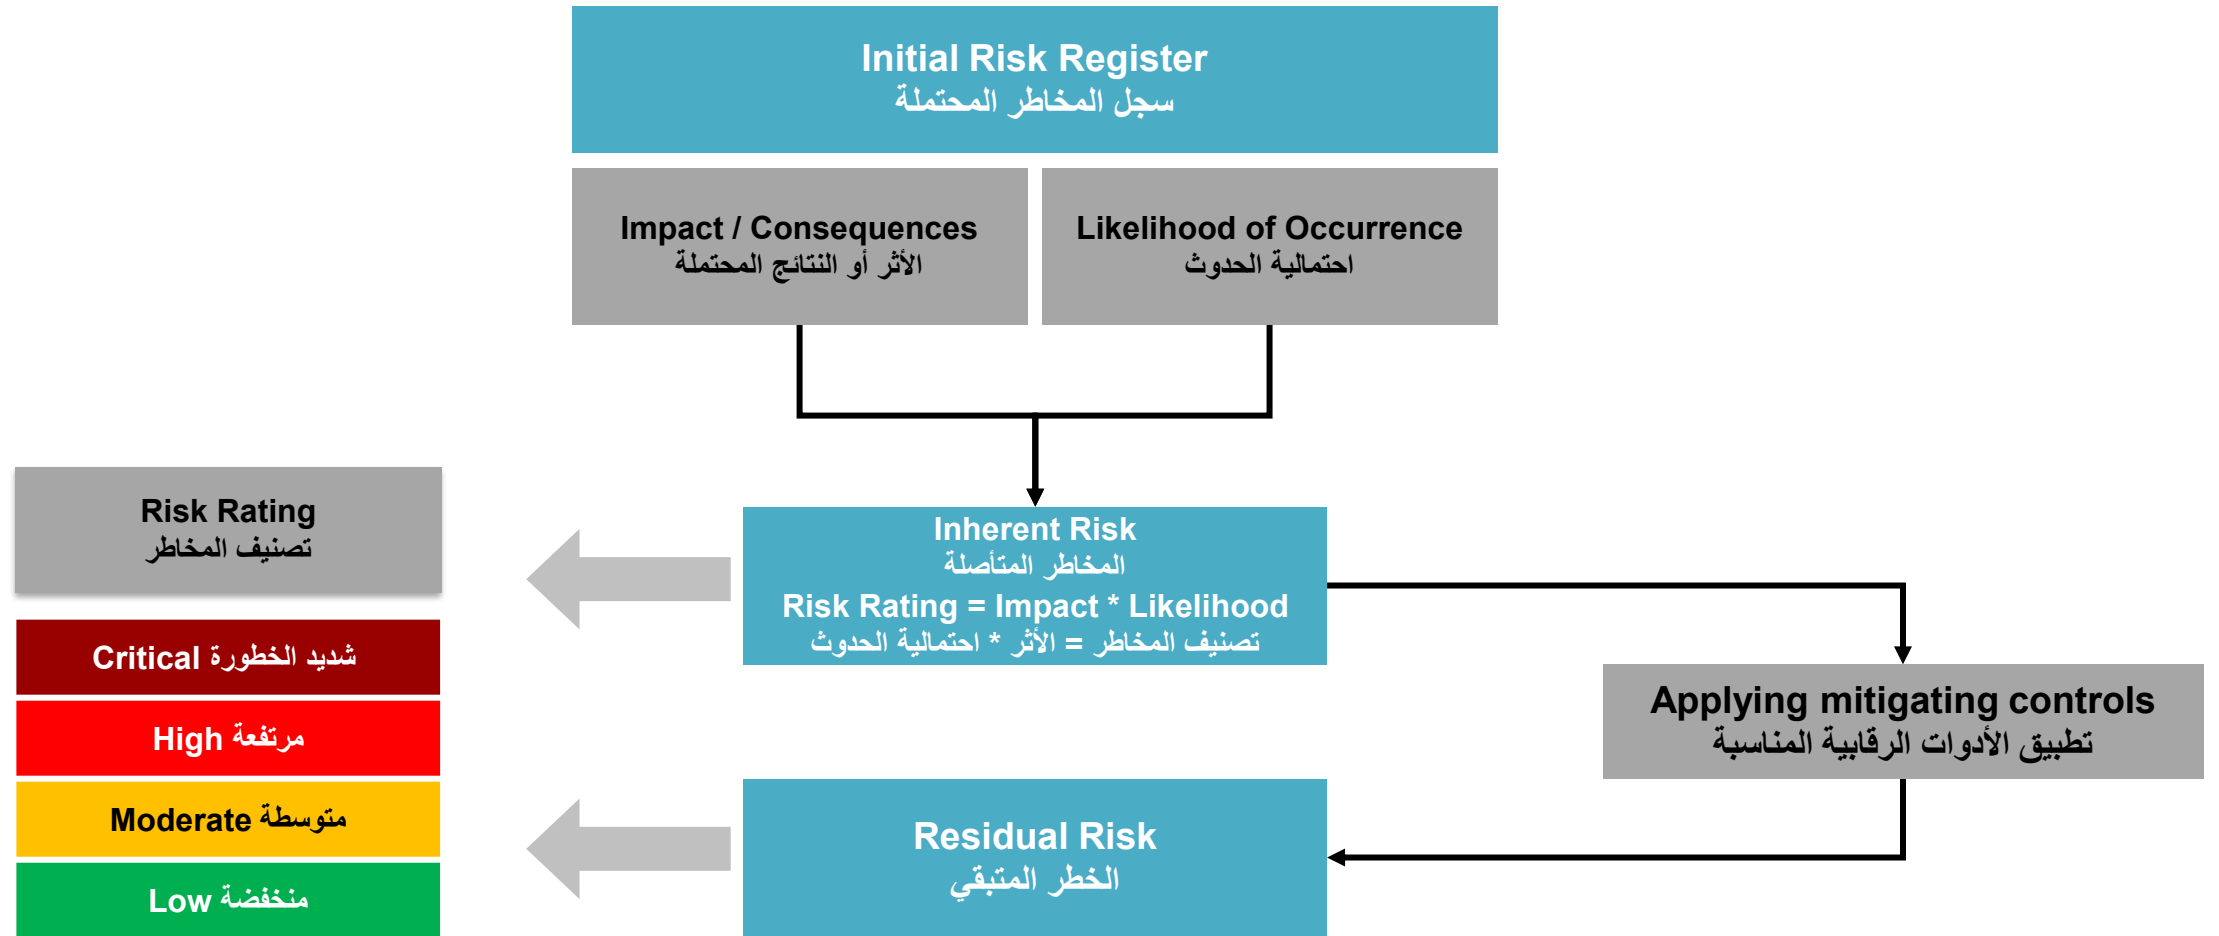 Initial Risk Register
سجل المخاطر المحتملة
Impact / Consequences
الأثر أو النتائج المحتملة
Likelihood of Occurrence
احتمالية الحدوث
Risk Rating
تصنيف المخاطر
Inherent Risk
المخاطر المتأصلة
Risk Rating = Impact * Likelihood
تصنيف المخاطر = الأثر * احتمالية الحدوث
Critical شديد الخطورة
High مرتفعة
Moderate متوسطة
Low منخفضة
Applying mitigating controls
تطبيق الأدوات الرقابية المناسبة
Residual Risk
الخطر المتبقي